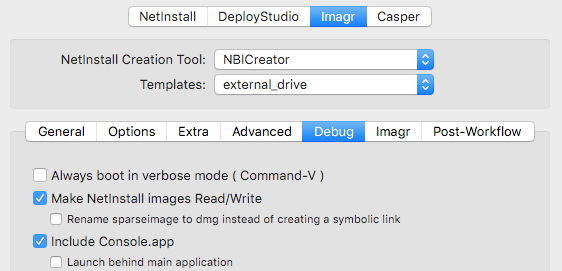 NetInstall DeployStudio Imagr Casper
NetInstall Creation Tool: NBICreator
Templates: external_drive
General Options Extra Advanced Debug Imagr Post-Workflow
Always boot in verbose mode ( Command-V )
Make NetInstall images Read/Write
Rename sparseimage to dmg instead of creating a symbolic link
Include Console.app
Launch behind main application